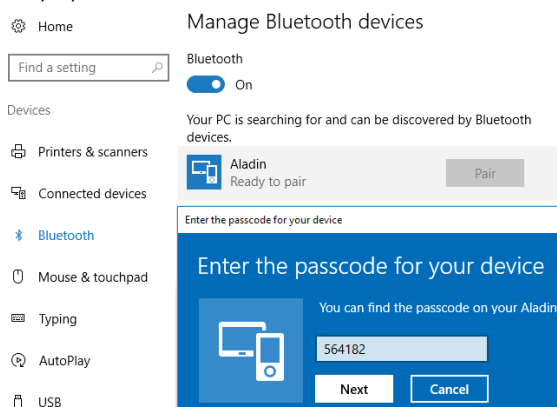 Home
Find a setting
Devices
Printers & scanners
Connected devices
Bluetooth
Mouse & touchpad
Typing
AutoPlay
USB
Manage Bluetooth devices
Bluetooth
On
Your PC is searching for and can be discovered by Bluetooth
devices.
Aladin
Ready to pair
Pair
Enter the passcode for your device
Enter the passcode for your device
You can find the passcode on your Aladin
564182
Next
Cancel